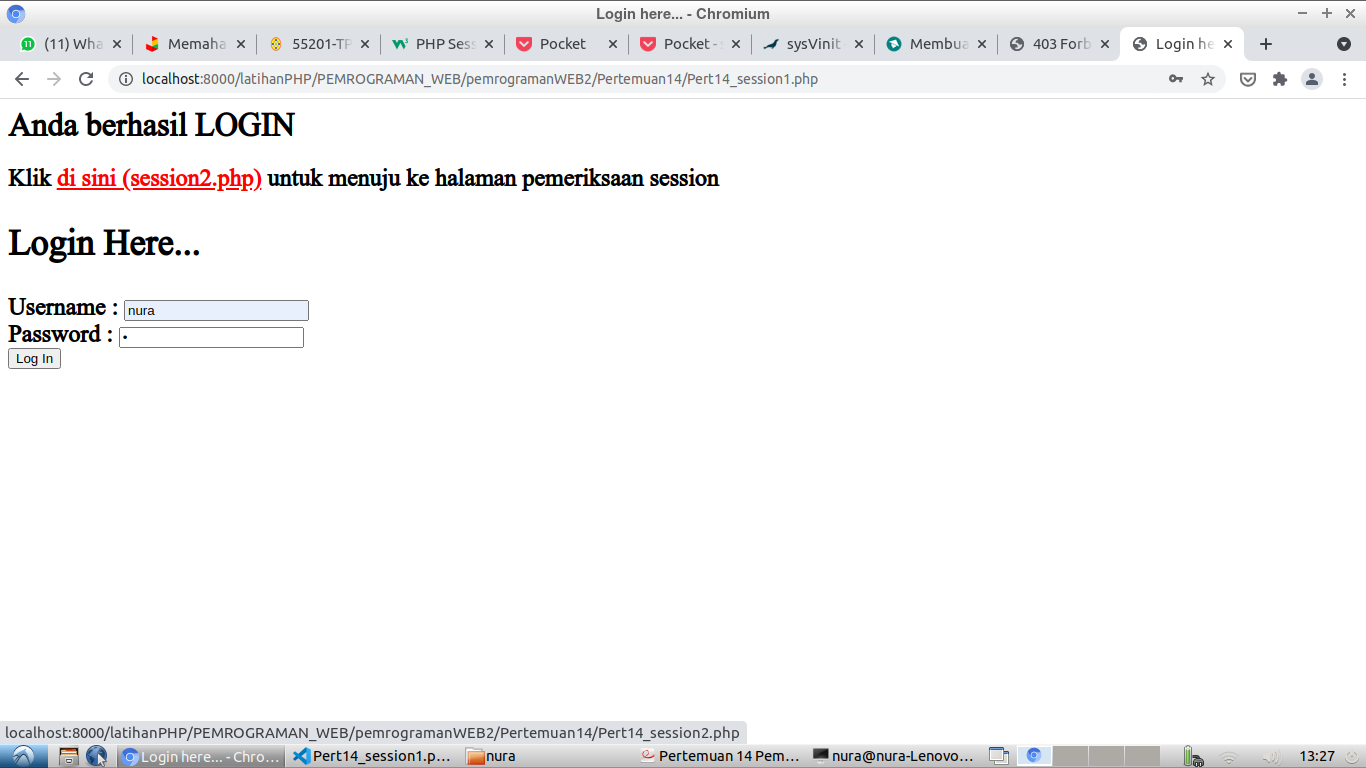 Login here... - Chromium
(11) Wha
Memaha
55201-TP
PHP Sess
Pocket
Pocket - s
sysVinit
Membua
403 Forb
Login he
localhost:8000/latihanPHP/PEMROGRAMAN_WEB/pemrogramanWEB2/Pertemuan14/Pert14_session1.php
Anda berhasil LOGIN
Klik di sini (session2.php) untuk menuju ke halaman pemeriksaan session
Login Here...
Username : nura
Password : •
Log In
localhost:8000/latihanPHP/PEMROGRAMAN_WEB/pemrogramanWEB2/Pertemuan14/Pert14_session2.php
Login here... - Chro...
Pert14_session1.p...
nura
Pertemuan 14 Pem...
nura@nura-Lenovo...
13:27